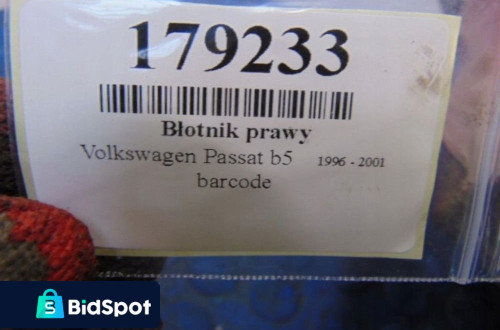 179233
Błotnik prawy
Volkswagen Passat b5 1996 - 2001
barcode
BidSpot